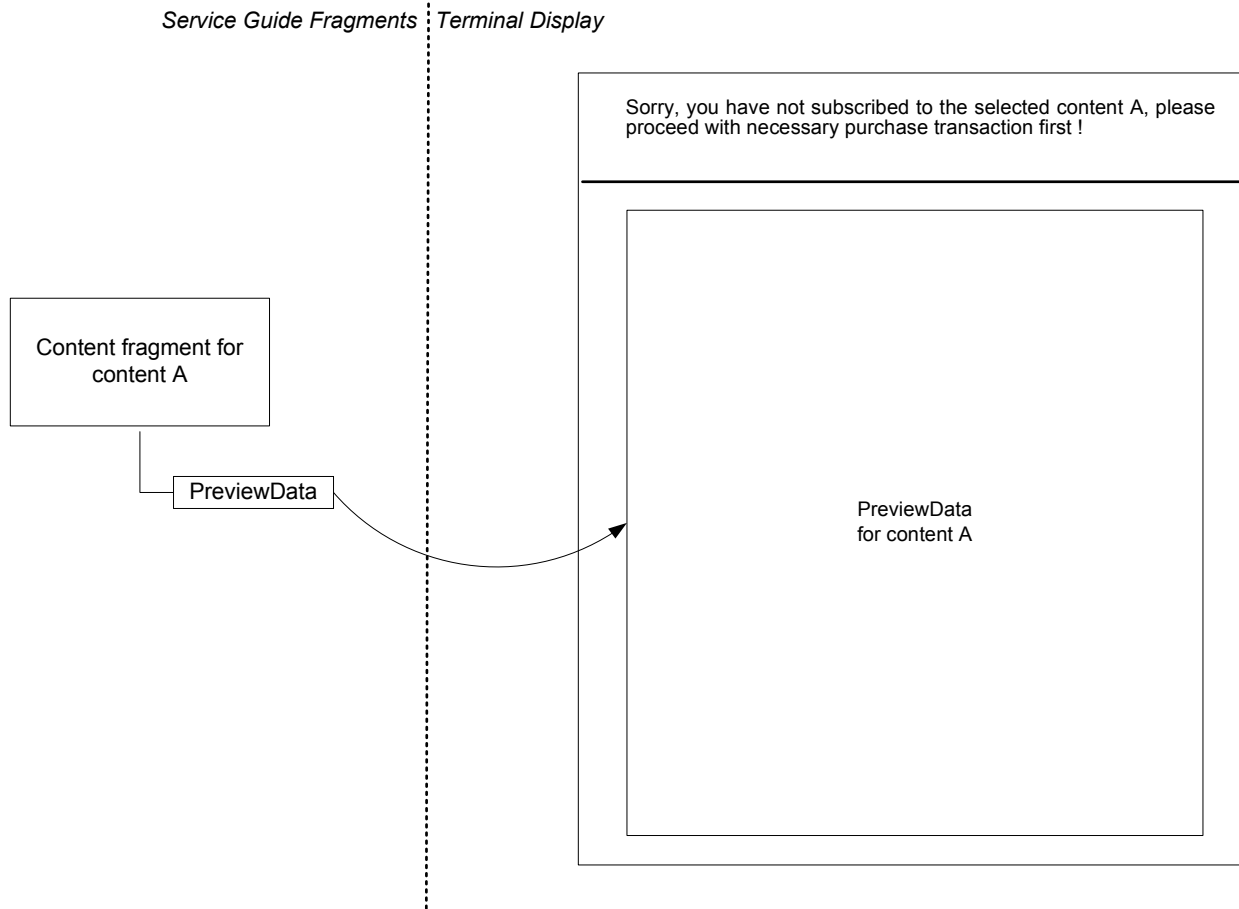 Service Guide Fragments
Terminal Display
Sorry, you have not subscribed to the selected content A, please
proceed with necessary purchase transaction first !
Content fragment for
content A
PreviewData
PreviewData
for content A